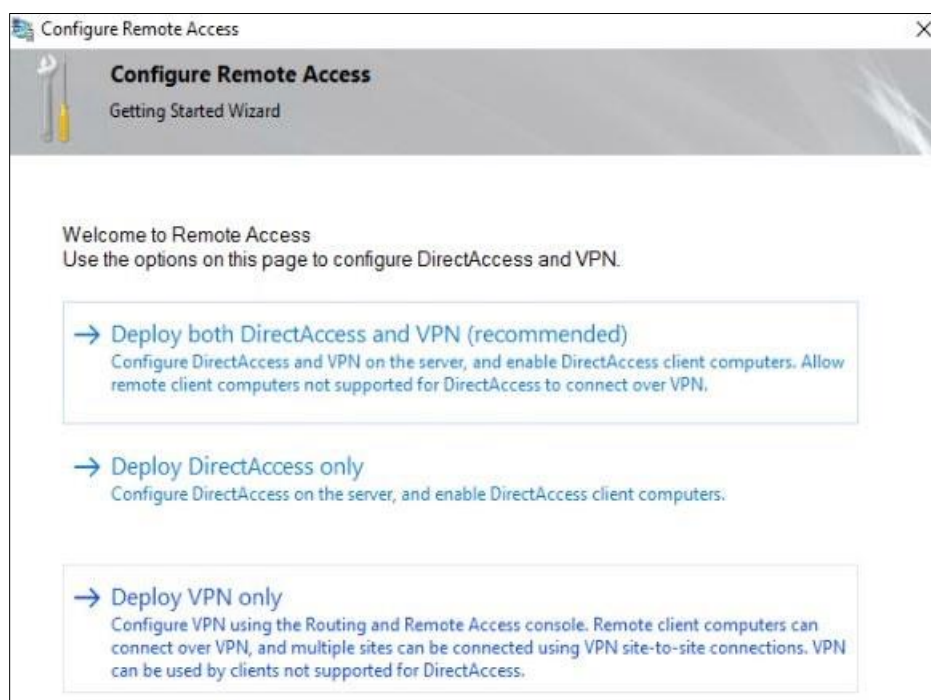 Configure Remote Access
Configure Remote Access
Getting Started Wizard
Welcome to Remote Access
Use the options on this page to configure DirectAccess and VPN.
Deploy both DirectAccess and VPN (recommended)
Configure DirectAccess and VPN on the server, and enable DirectAccess client computers. Allow
remote client computers not supported for DirectAccess to connect over VPN.
Deploy DirectAccess only
Configure DirectAccess on the server, and enable DirectAccess client computers.
Deploy VPN only
Configure VPN using the Routing and Remote Access console. Remote client computers can
connect over VPN, and multiple sites can be connected using VPN site-to-site connections. VPN
can be used by clients not supported for DirectAccess.